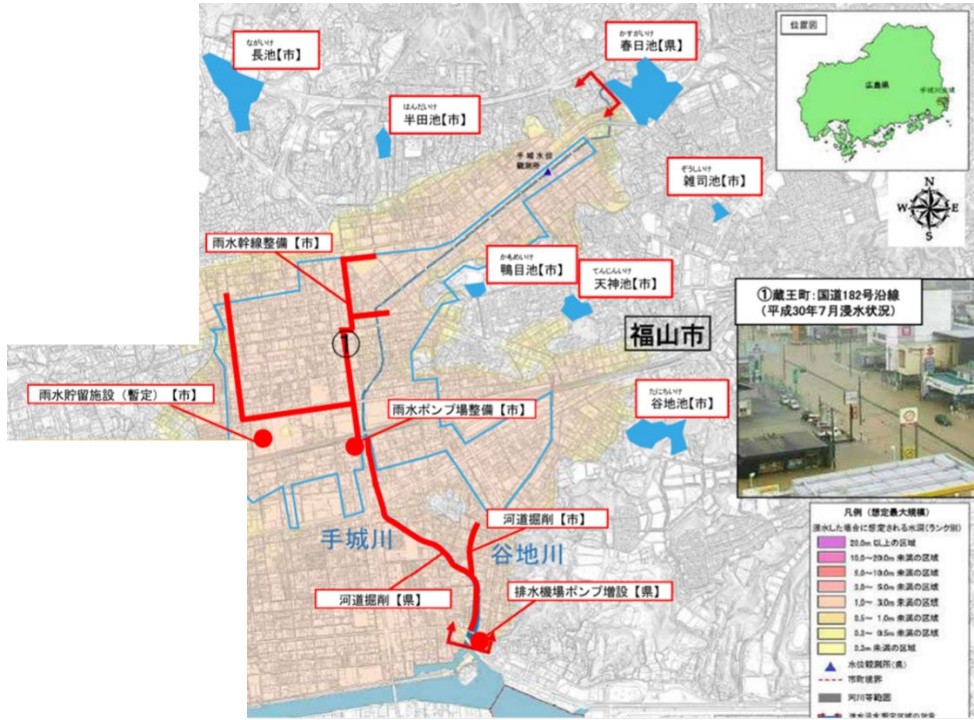 ながいけ
長池【市】
はんだいけ
半田池【市】
かすがいけ
春日池【県】
位置図
広島県
手城川流域
手城水位
観測所
ぞうしいけ
雑司池【市】
N
W
E
S
雨水幹線整備【市】
かもめいけ
鴨目池【市】
てんじんいけ
天神池【市】
①蔵王町:国道182号沿線
(平成30年7月浸水状況)
福山市
①
雨水貯留施設(暫定)【市】
雨水ポンプ場整備【市】
たにちいけ
谷地池【市】
手城川
谷地川
河道掘削【市】
河道掘削【県】
排水機場ポンプ増設【県】
凡例(想定最大規模)
浸水した場合に想定される水深(ランク別)
20.0m 以上の区域
10.0~20.0m 未満の区域
5.0~10.0m 未満の区域
3.0~ 5.0m 未満の区域
1.0~ 3.0m 未満の区域
0.5~ 1.0m 未満の区域
0.3~ 0.5m 未満の区域
0.3m 未満の区域
水位観測所(県)
市町境界
河川等範囲